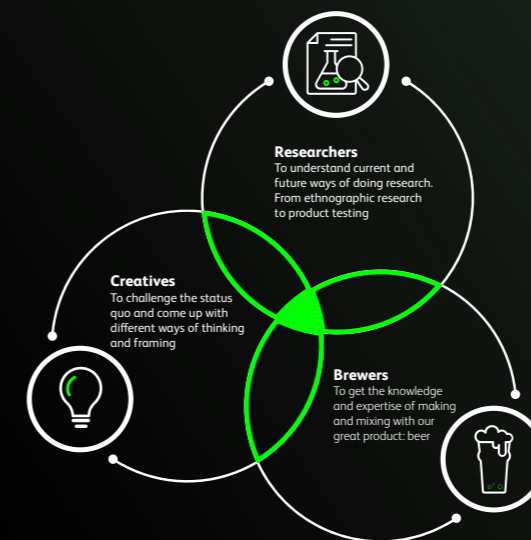 Researchers
To understand current and
future ways of doing research.
From ethnographic research
to product testing
Creatives
To challenge the status
quo and come up with
different ways of thinking
and framing
Brewers
To get the knowledge
and expertise of making
and mixing with our
great product: beer